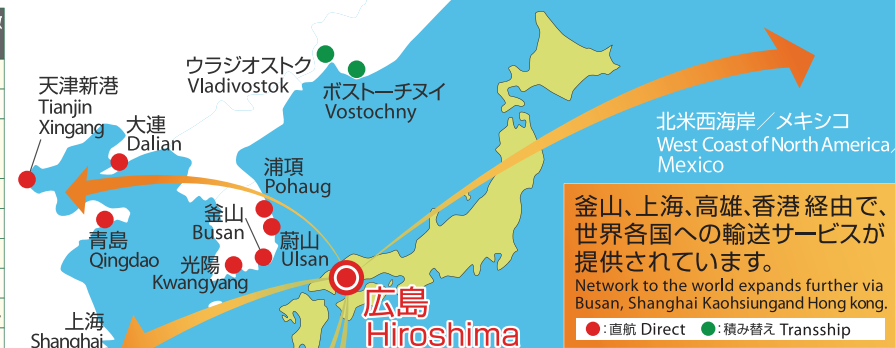 ウラジオストク
Vladivostok
ボストーチヌイ
Vostochny
天津新港
Tianjin
Xingang
大連
Dalian
北米西海岸／メキシコ
West Coast of North America/
Mexico
浦項
Pohaug
釜山
Busan
蔚山
Ulsan
青島
Qingdao
光陽
Kwangyang
広島
Hiroshima
上海
Shanghai
釜山、上海、高雄、香港 経由で、
世界各国への輸送サービスが
提供されています。
Network to the world expands further via
Busan, Shanghai Kaohsiungand Hong kong.
：直航 Direct ：積み替え Transship